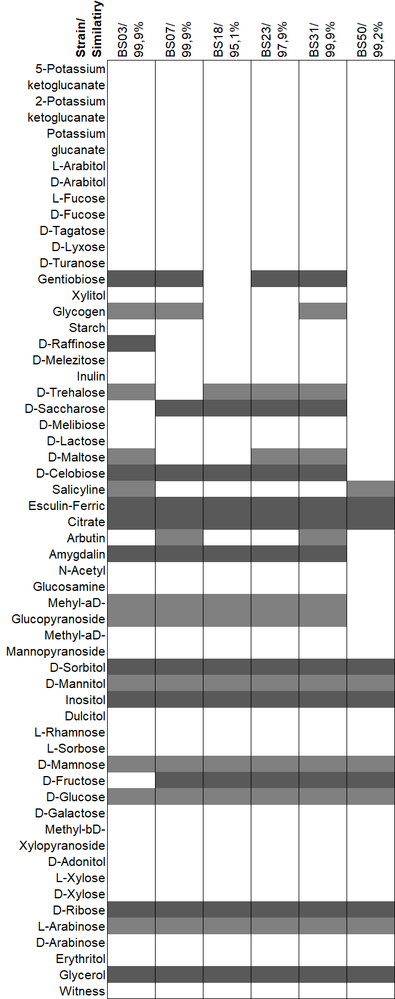 Strain/
Similatiry
BS03/
99,9%
BS07/
99,9%
BS18/
95,1%
BS23/
97,9%
BS31/
99,9%
BS50/
99,2%
5-Potassium
ketoglucanate
2-Potassium
ketoglucanate
Potassium
glucanate
L-Arabitol
D-Arabitol
L-Fucose
D-Fucose
D-Tagatose
D-Lyxose
D-Turanose
Gentiobiose
Xylitol
Glycogen
Starch
D-Raffinose
D-Melezitose
Inulin
D-Trehalose
D-Saccharose
D-Melibiose
D-Lactose
D-Maltose
D-Celobiose
Salicyline
Esculin-Ferric
Citrate
Arbutin
Amygdalin
N-Acetyl
Glucosamine
Mehyl-aD-
Glucopyranoside
Methyl-aD-
Mannopyranoside
D-Sorbitol
D-Mannitol
Inositol
Dulcitol
L-Rhamnose
L-Sorbose
D-Mamnose
D-Fructose
D-Glucose
D-Galactose
Methyl-bD-
Xylopyranoside
D-Adonitol
L-Xylose
D-Xylose
D-Ribose
L-Arabinose
D-Arabinose
Erythritol
Glycerol
Witness